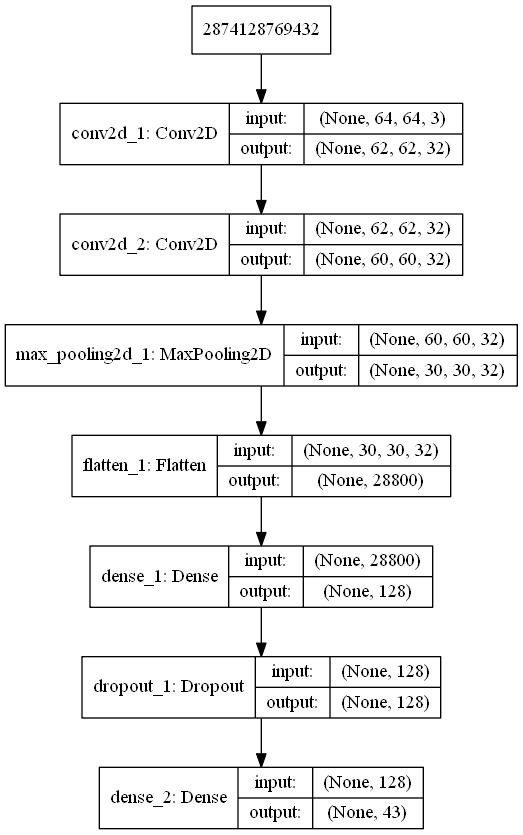 2874128769432
conv2d_1: Conv2D
input: (None, 64, 64, 3)
output: (None, 62, 62, 32)
conv2d_2: Conv2D
input: (None, 62, 62, 32)
output: (None, 60, 60, 32)
max_pooling2d_1: MaxPooling2D
input: (None, 60, 60, 32)
output: (None, 30, 30, 32)
flatten_1: Flatten
input: (None, 30, 30, 32)
output: (None, 28800)
dense_1: Dense
input: (None, 28800)
output: (None, 128)
dropout_1: Dropout
input: (None, 128)
output: (None, 128)
dense_2: Dense
input: (None, 128)
output: (None, 43)